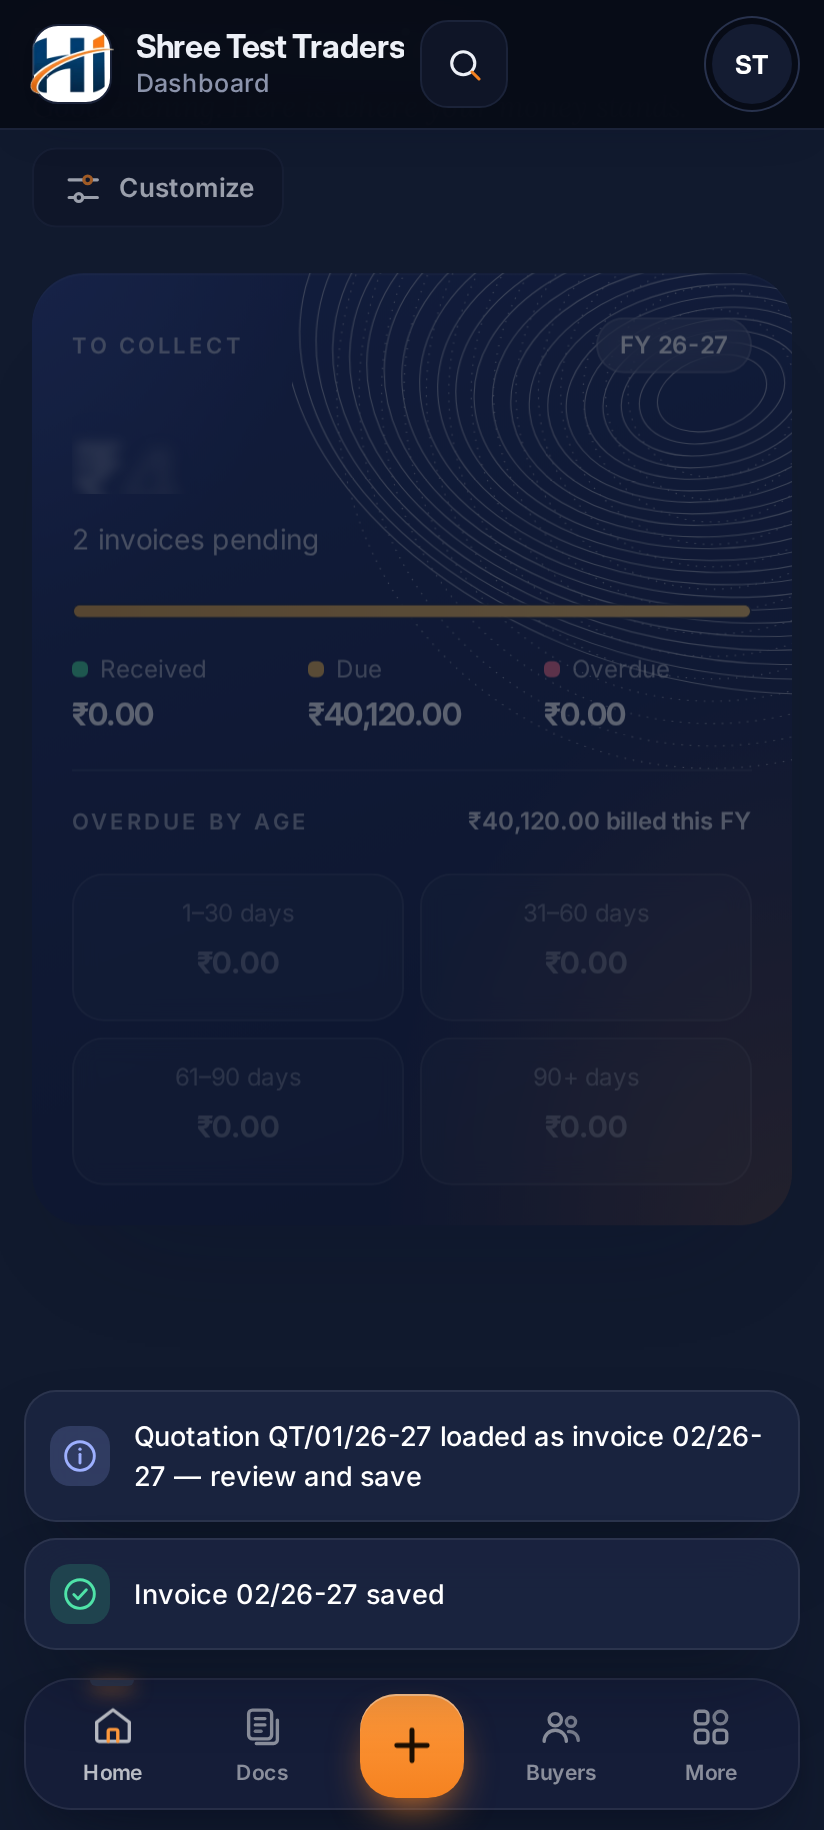 HI
Shree Test Traders
Dashboard
ST
Customize
TO COLLECT
FY 26-27
₹4
2 invoices pending
Received
Due
Overdue
₹0.00
₹40,120.00
₹0.00
OVERDUE BY AGE
₹40,120.00 billed this FY
1–30 days
31–60 days
₹0.00
₹0.00
61–90 days
90+ days
₹0.00
₹0.00
Quotation QT/01/26-27 loaded as invoice 02/26-
27 — review and save
Invoice 02/26-27 saved
Home
Docs
Buyers
More